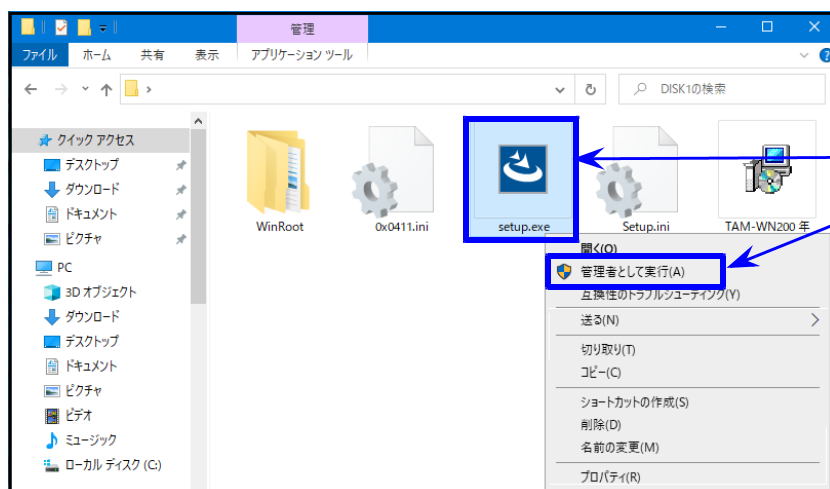 管理
ファイル ホーム 共有 表示 アプリケーション ツール
DISK1の検索
クイック アクセス
デスクトップ
ダウンロード
ドキュメント
ピクチャ
PC
3D オブジェクト
ダウンロード
デスクトップ
ドキュメント
ピクチャ
ビデオ
ミュージック
ローカル ディスク (C:)
WinRoot 0x0411.ini setup.exe Setup.ini TAM-WN200 年
開く(O)
管理者として実行(A)
互換性のトラブルシューティング(Y)
送る(N)
切り取り(T)
コピー(C)
ショートカットの作成(S)
削除(D)
名前の変更(M)
プロパティ(R)